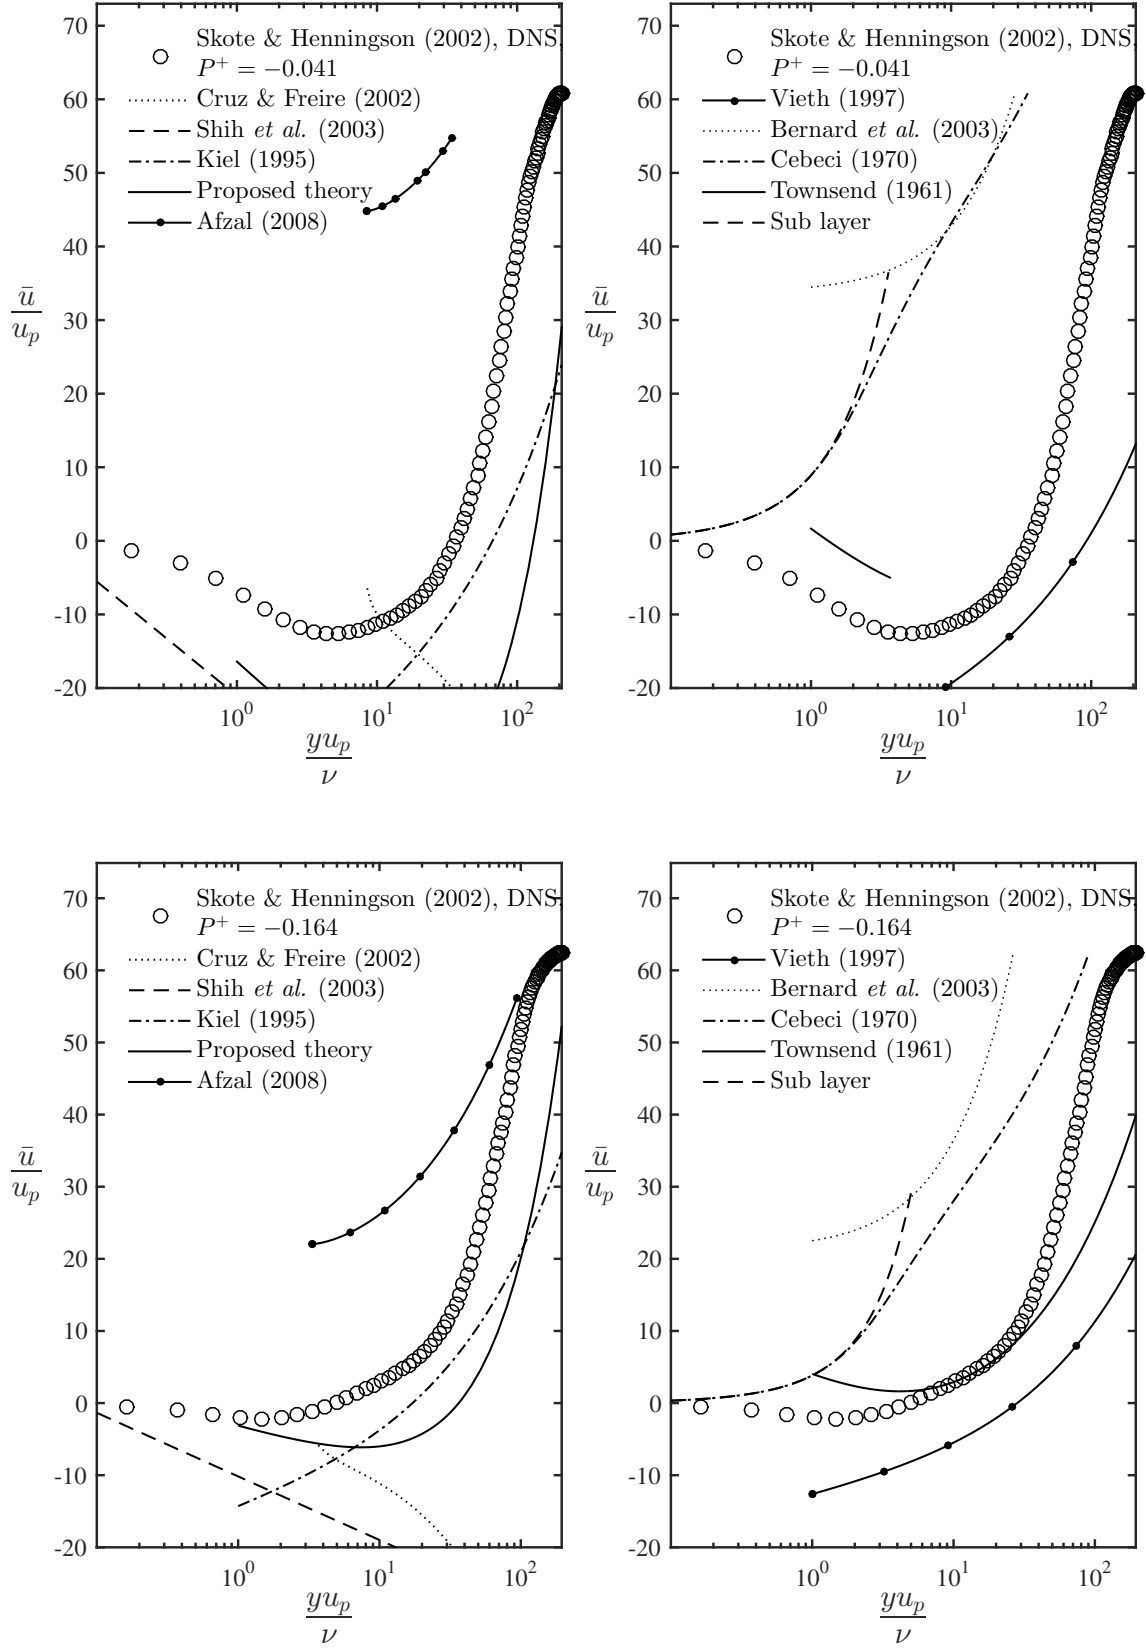 70
60
50
40
30
20
10
0
-10
-20
ū
u_p
Skote & Henningson (2002), DNS,
P⁺ = −0.041
Cruz & Freire (2002)
Shih et al. (2003)
Kiel (1995)
Proposed theory
Afzal (2008)
10⁰ 10¹ 10²
yu_p
ν
70
60
50
40
30
20
10
0
-10
-20
ū
u_p
Skote & Henningson (2002), DNS,
P⁺ = −0.041
Vieth (1997)
Bernard et al. (2003)
Cebeci (1970)
Townsend (1961)
Sub layer
10⁰ 10¹ 10²
yu_p
ν
70
60
50
40
30
20
10
0
-10
-20
ū
u_p
Skote & Henningson (2002), DNS,
P⁺ = −0.164
Cruz & Freire (2002)
Shih et al. (2003)
Kiel (1995)
Proposed theory
Afzal (2008)
10⁰ 10¹ 10²
yu_p
ν
70
60
50
40
30
20
10
0
-10
-20
ū
u_p
Skote & Henningson (2002), DNS,
P⁺ = −0.164
Vieth (1997)
Bernard et al. (2003)
Cebeci (1970)
Townsend (1961)
Sub layer
10⁰ 10¹ 10²
yu_p
ν